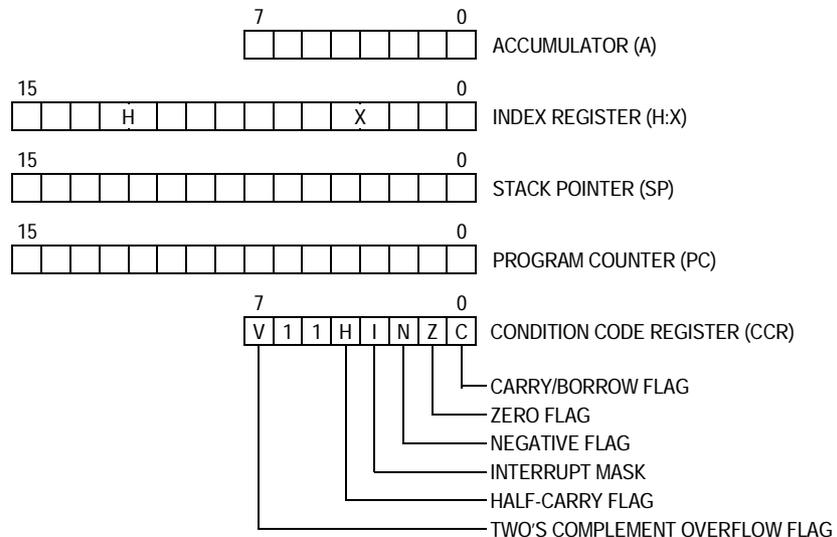 7 0
ACCUMULATOR (A)
15 0
H X INDEX REGISTER (H:X)
15 0
STACK POINTER (SP)
15 0
PROGRAM COUNTER (PC)
7 0
V 1 1 H I N Z C CONDITION CODE REGISTER (CCR)
CARRY/BORROW FLAG
ZERO FLAG
NEGATIVE FLAG
INTERRUPT MASK
HALF-CARRY FLAG
TWO'S COMPLEMENT OVERFLOW FLAG